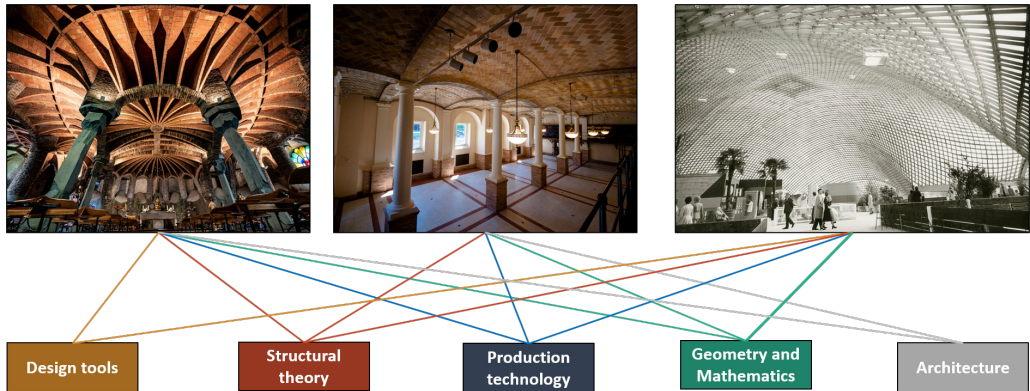 Design tools
Structural
theory
Production
technology
Geometry and
Mathematics
Architecture